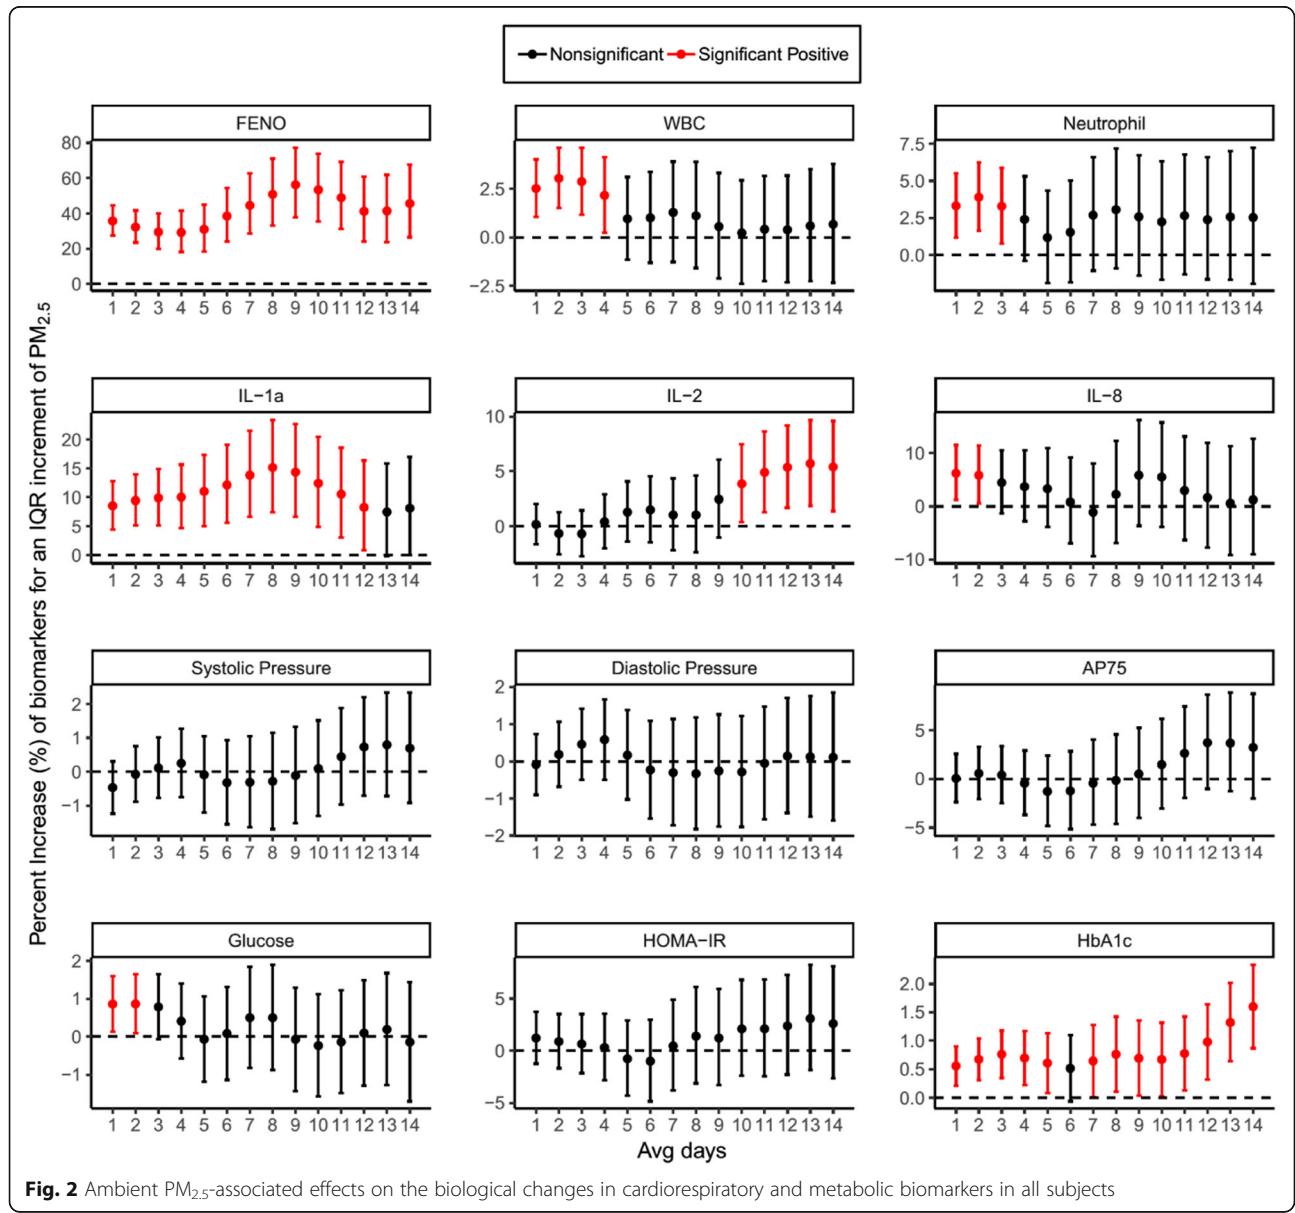 Nonsignificant Significant Positive
Percent Increase (%) of biomarkers for an IQR increment of PM2.5
FENO
80
60
40
20
0
1 2 3 4 5 6 7 8 9 10 11 12 13 14
WBC
2.5
0.0
−2.5
1 2 3 4 5 6 7 8 9 10 11 12 13 14
Neutrophil
7.5
5.0
2.5
0.0
1 2 3 4 5 6 7 8 9 10 11 12 13 14
IL−1a
20
15
10
5
0
1 2 3 4 5 6 7 8 9 10 11 12 13 14
IL−2
10
5
0
1 2 3 4 5 6 7 8 9 10 11 12 13 14
IL−8
10
0
−10
1 2 3 4 5 6 7 8 9 10 11 12 13 14
Systolic Pressure
2
1
0
−1
1 2 3 4 5 6 7 8 9 10 11 12 13 14
Diastolic Pressure
2
1
0
−1
−2
1 2 3 4 5 6 7 8 9 10 11 12 13 14
AP75
5
0
−5
1 2 3 4 5 6 7 8 9 10 11 12 13 14
Glucose
2
1
0
−1
1 2 3 4 5 6 7 8 9 10 11 12 13 14
HOMA−IR
5
0
−5
1 2 3 4 5 6 7 8 9 10 11 12 13 14
HbA1c
2.0
1.5
1.0
0.5
0.0
1 2 3 4 5 6 7 8 9 10 11 12 13 14
Avg days
Fig. 2 Ambient PM2.5-associated effects on the biological changes in cardiorespiratory and metabolic biomarkers in all subjects